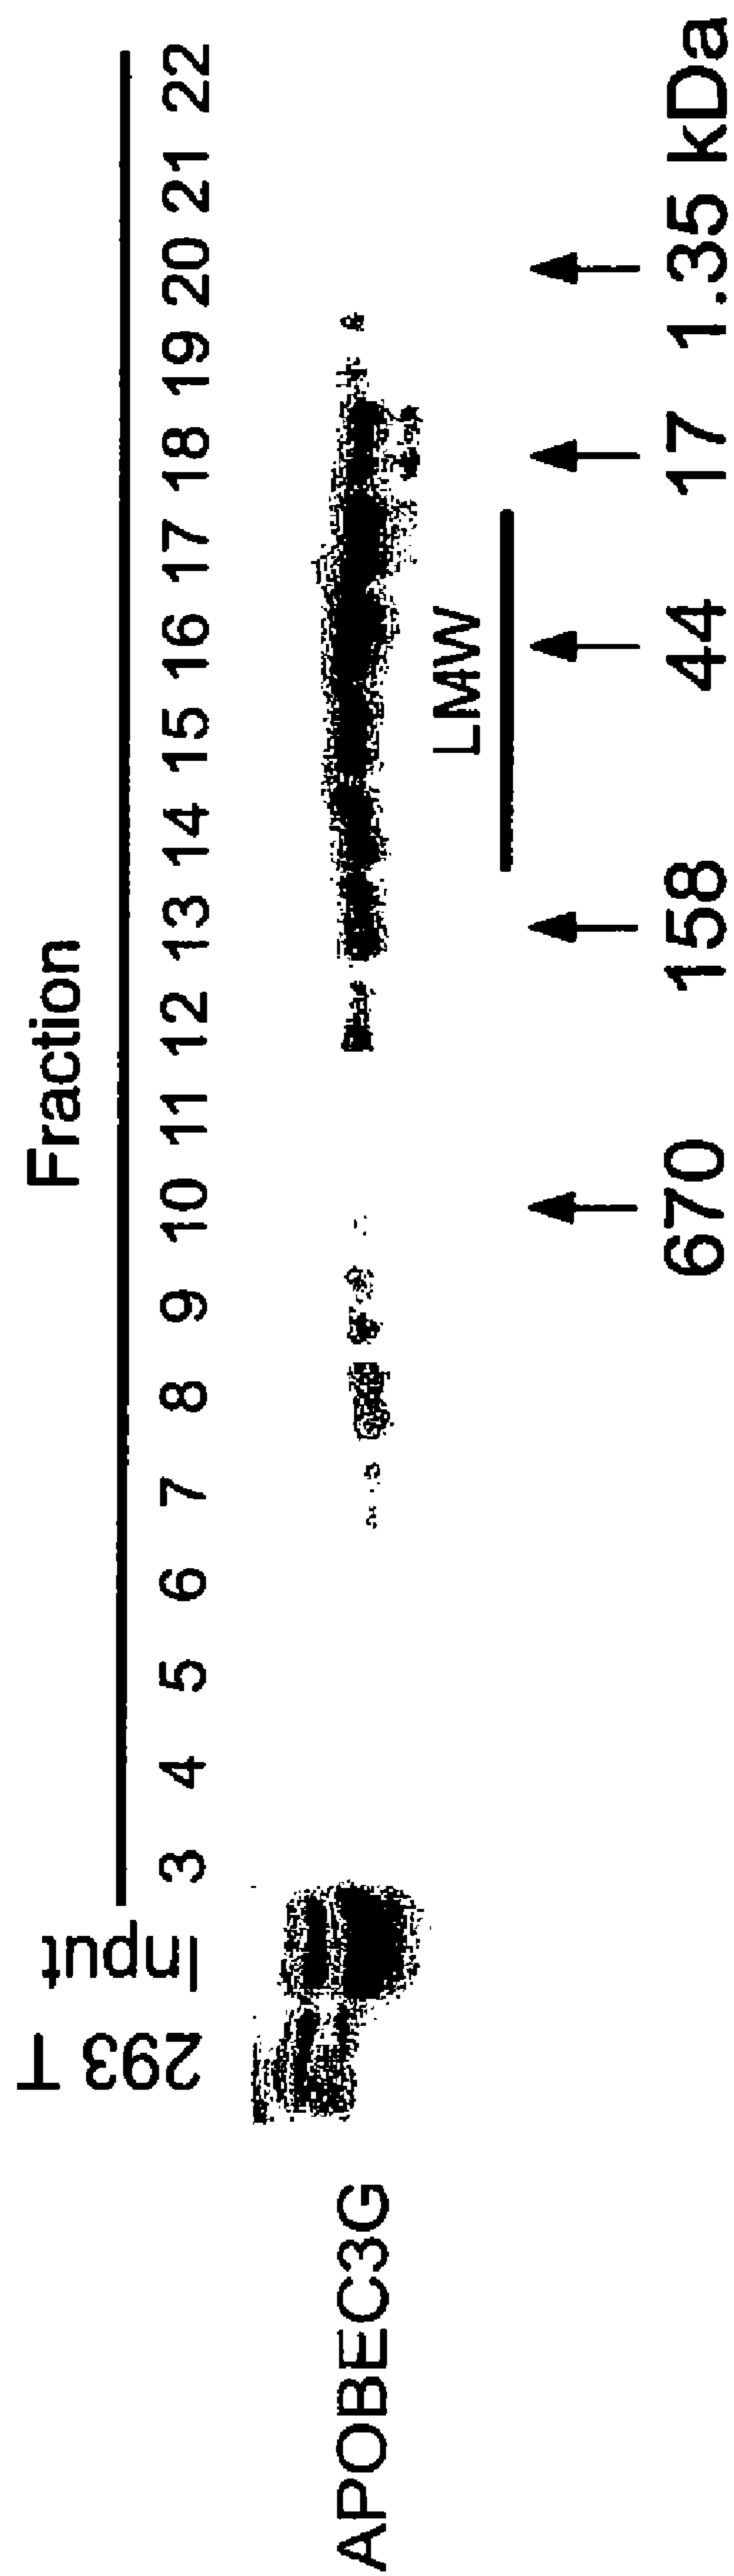 Fraction
293 T Input 3 4 5 6 7 8 9 10 11 12 13 14 15 16 17 18 19 20 21 22
APOBEC3G
LMW
670 158 44 17 1.35 kDa